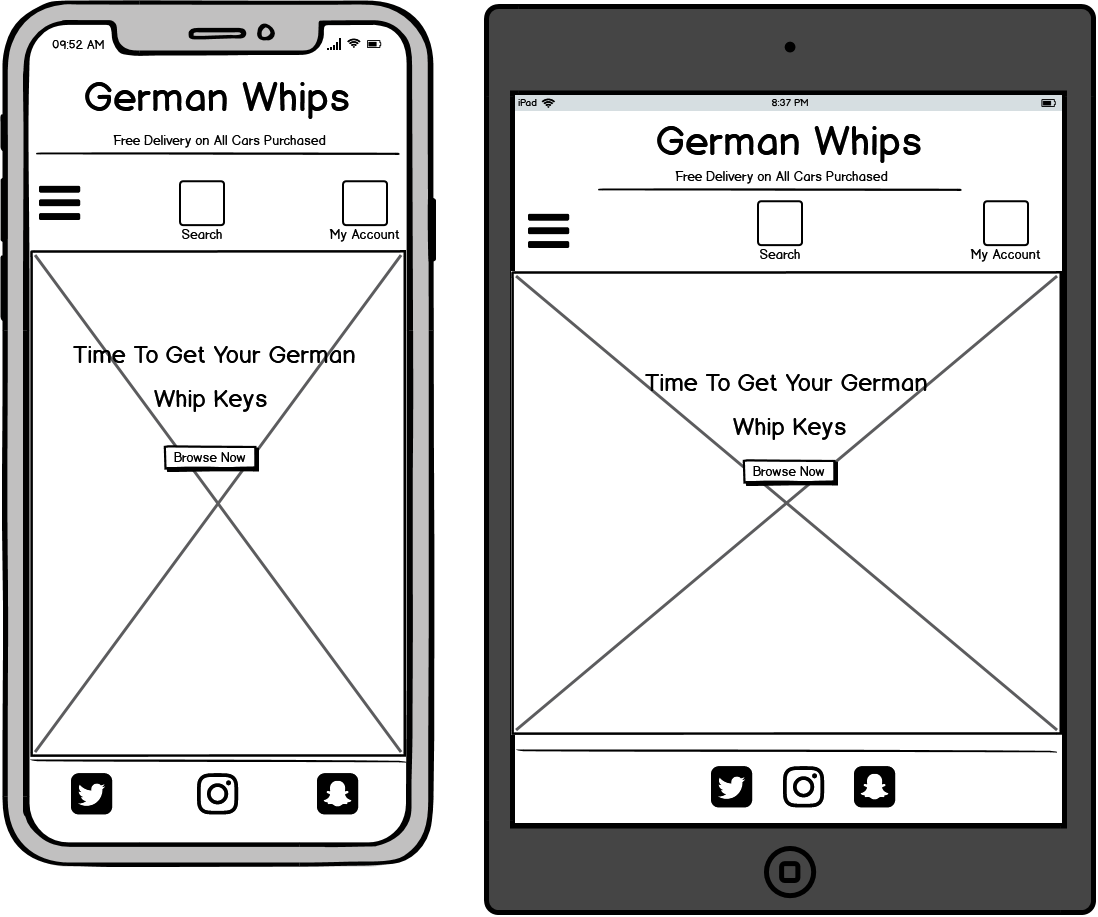 09:52 AM
German Whips
Free Delivery on All Cars Purchased
Search
My Account
Time To Get Your German
Whip Keys
Browse Now
iPad
8:37 PM
German Whips
Free Delivery on All Cars Purchased
Search
My Account
Time To Get Your German
Whip Keys
Browse Now